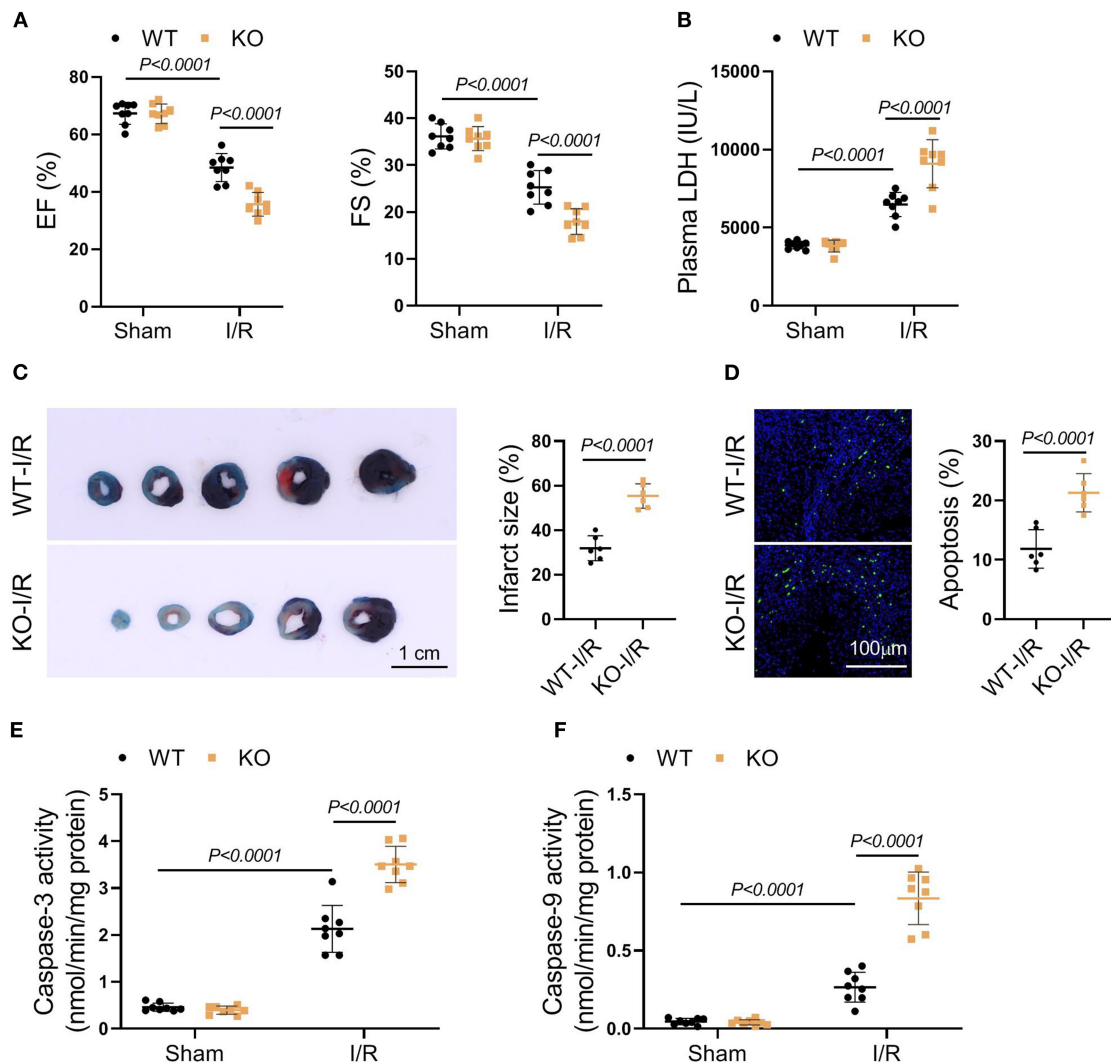 A
WT KO
P<0.0001
P<0.0001
EF (%)
80
60
40
20
0
Sham I/R
P<0.0001
P<0.0001
FS (%)
50
40
30
20
10
0
Sham I/R
B
WT KO
P<0.0001
P<0.0001
Plasma LDH (IU/L)
15000
10000
5000
0
Sham I/R
C
WT-I/R
KO-I/R
1 cm
P<0.0001
Infarct size (%)
80
60
40
20
0
WT-I/R
KO-I/R
D
WT-I/R
KO-I/R
100μm
P<0.0001
Apoptosis (%)
30
20
10
0
WT-I/R
KO-I/R
E
WT KO
P<0.0001
P<0.0001
Caspase-3 activity
(nmol/min/mg protein)
5
4
3
2
1
0
Sham I/R
F
WT KO
P<0.0001
P<0.0001
Caspase-9 activity
(nmol/min/mg protein)
1.5
1.0
0.5
0.0
Sham I/R